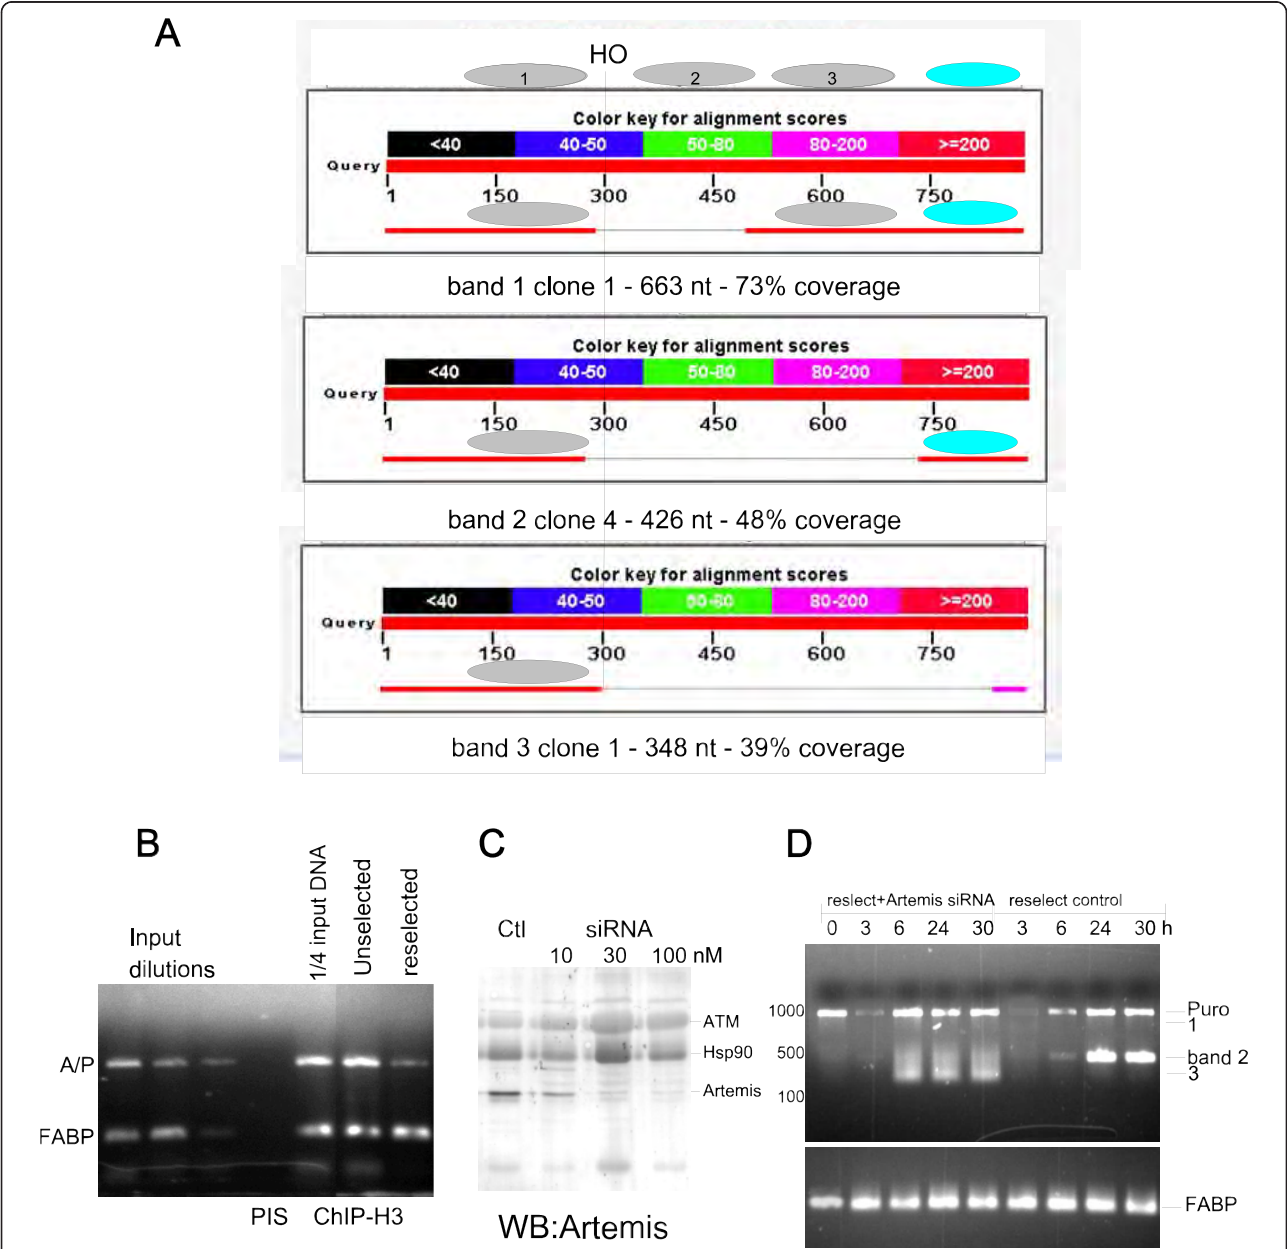 A
HO
1 2 3
Color key for alignment scores
<40 40-50 50-80 80-200 >=200
Query
1 150 300 450 600 750
band 1 clone 1 - 663 nt - 73% coverage
Color key for alignment scores
<40 40-50 50-80 80-200 >=200
Query
1 150 300 450 600 750
band 2 clone 4 - 426 nt - 48% coverage
Color key for alignment scores
<40 40-50 50-80 80-200 >=200
Query
1 150 300 450 600 750
band 3 clone 1 - 348 nt - 39% coverage
B
Input
dilutions
1/4 input DNA
Unselected
reselected
A/P
FABP
PIS ChIP-H3
C
Ctl siRNA
10 30 100 nM
ATM
Hsp90
Artemis
WB:Artemis
D
reslect+Artemis siRNA reselect control
0 3 6 24 30 3 6 24 30 h
1000
500
100
Puro
1
band 2
3
FABP